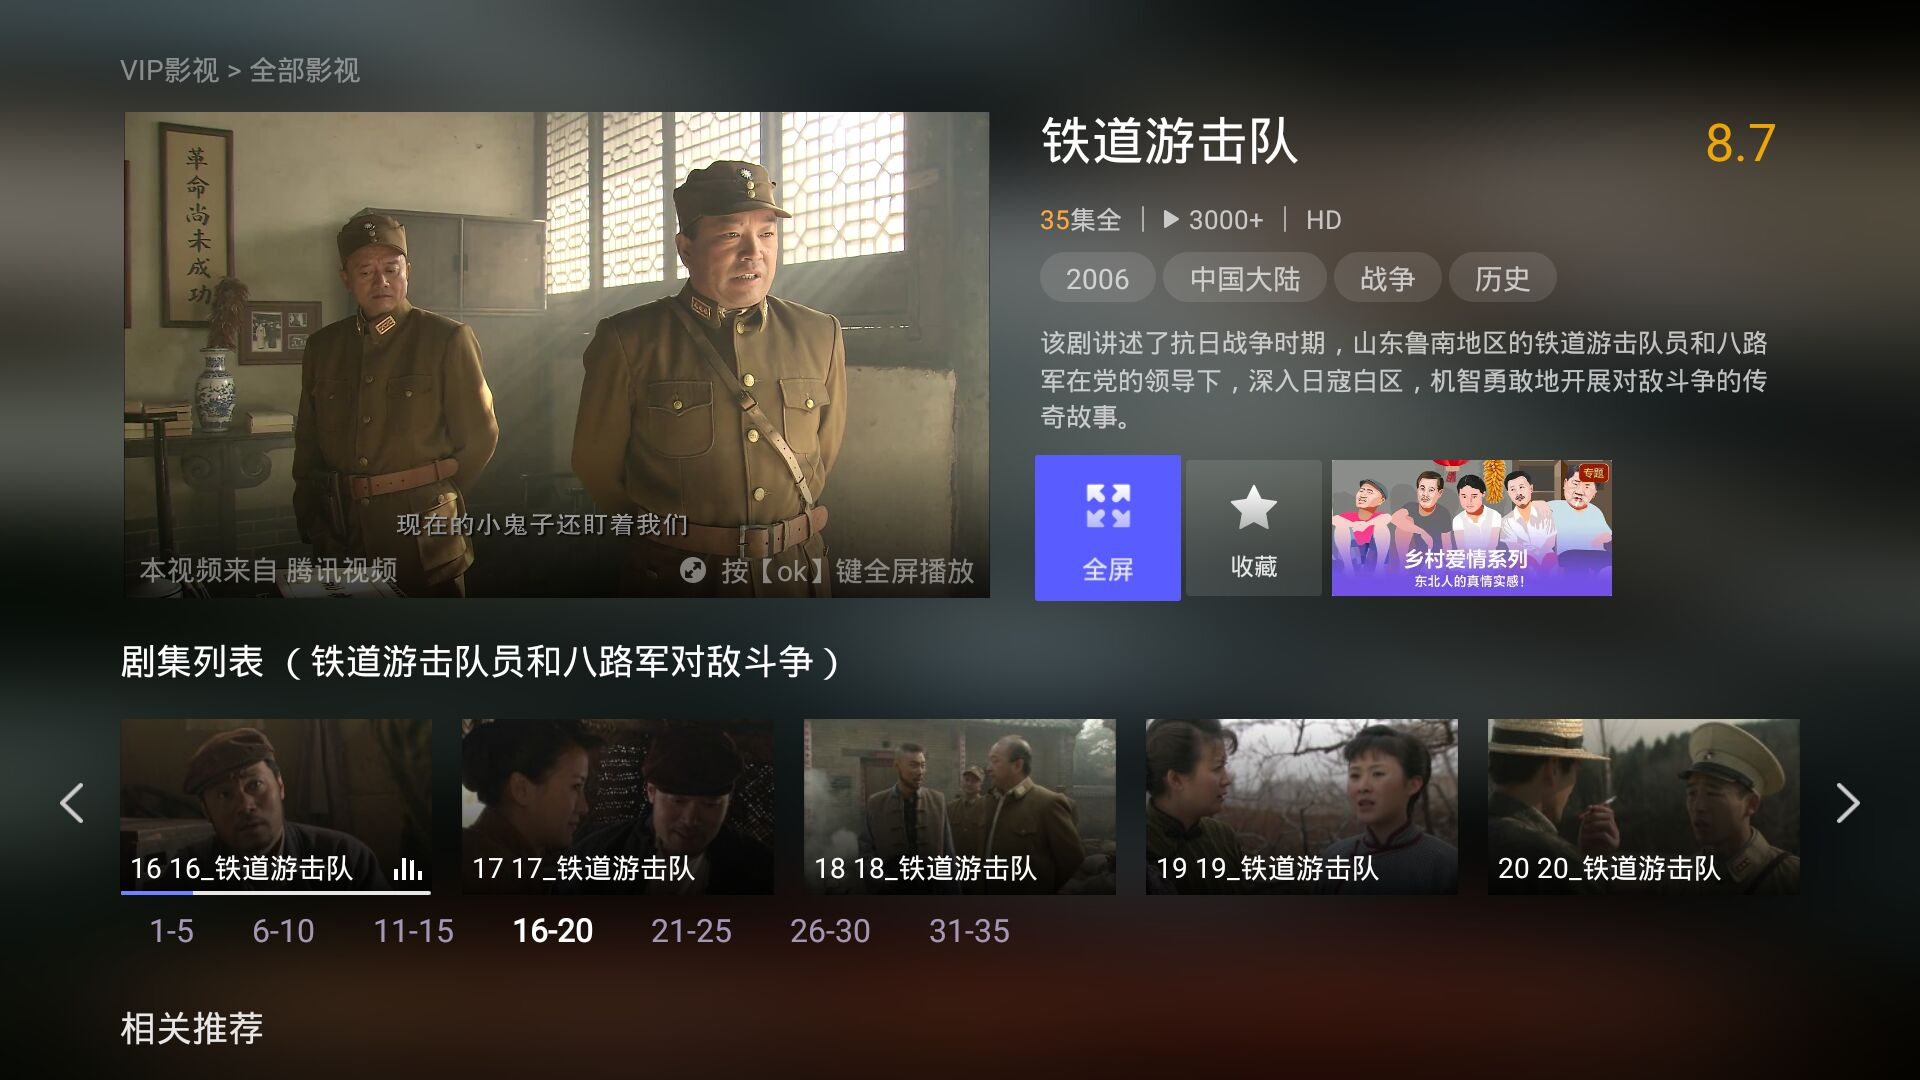 VIP影视 > 全部影视
革命尚未成功
现在的小鬼子还盯着我们
本视频来自 腾讯视频
按【ok】键全屏播放
铁道游击队
8.7
35集全 | 3000+ | HD
2006 中国大陆 战争 历史
该剧讲述了抗日战争时期，山东鲁南地区的铁道游击队员和八路
军在党的领导下，深入日寇白区，机智勇敢地开展对敌斗争的传
奇故事。
全屏
收藏
专题
乡村爱情系列
东北人的真情实感！
剧集列表 （铁道游击队员和八路军对敌斗争）
16 16_铁道游击队
17 17_铁道游击队
18 18_铁道游击队
19 19_铁道游击队
20 20_铁道游击队
1-5 6-10 11-15 16-20 21-25 26-30 31-35
相关推荐